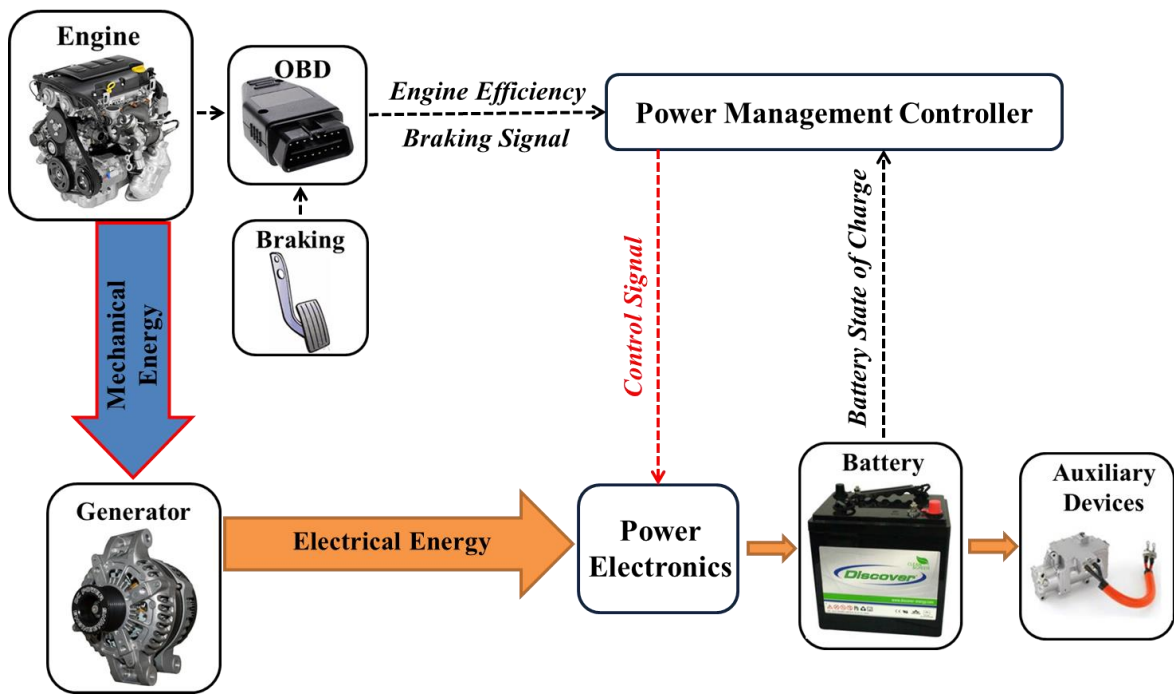 Engine
OBD
Engine Efficiency
Braking Signal
Power Management Controller
Braking
Mechanical
Energy
Control Signal
Battery State of Charge
Generator
Electrical Energy
Power
Electronics
Battery
Discover
Auxiliary
Devices